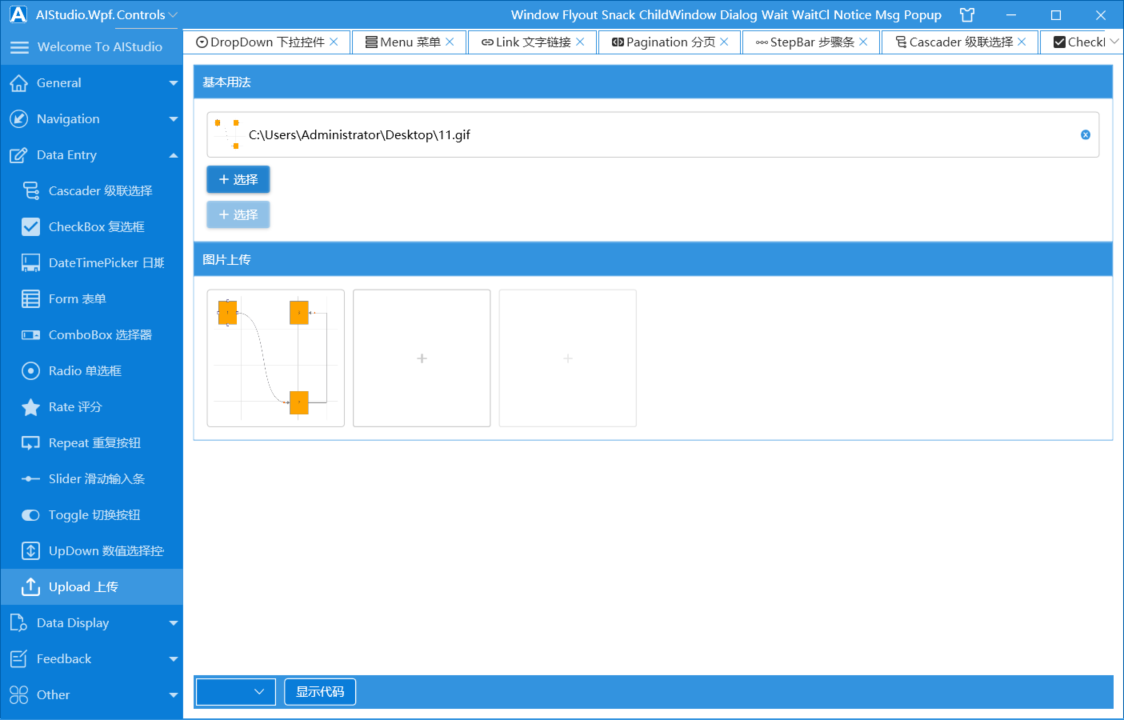 AIStudio.Wpf.Controls
Window Flyout Snack ChildWindow Dialog Wait WaitCl Notice Msg Popup
Welcome To AIStudio
General
Navigation
Data Entry
Cascader 级联选择
CheckBox 复选框
DateTimePicker 日期
Form 表单
ComboBox 选择器
Radio 单选框
Rate 评分
Repeat 重复按钮
Slider 滑动输入条
Toggle 切换按钮
UpDown 数值选择控
Upload 上传
Data Display
Feedback
Other
DropDown 下拉控件
Menu 菜单
Link 文字链接
Pagination 分页
StepBar 步骤条
Cascader 级联选择
Check
基本用法
C:\Users\Administrator\Desktop\11.gif
+ 选择
+ 选择
图片上传
+
+
显示代码